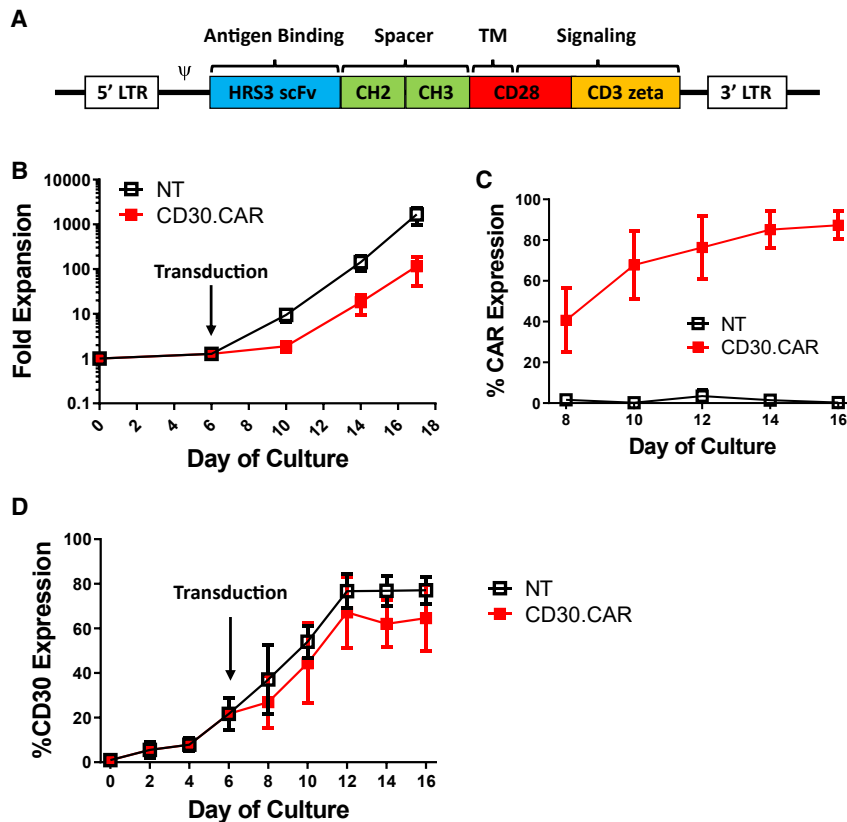 A
Antigen Binding Spacer TM Signaling
ψ
5' LTR HRS3 scFv CH2 CH3 CD28 CD3 zeta 3' LTR
B
NT
CD30.CAR
Transduction
Fold Expansion
10000
1000
100
10
1
0.1
0 2 4 6 8 10 12 14 16 18
Day of Culture
C
% CAR Expression
100
80
60
40
20
0
NT
CD30.CAR
8 10 12 14 16
Day of Culture
D
%CD30 Expression
100
80
60
40
20
0
Transduction
NT
CD30.CAR
0 2 4 6 8 10 12 14 16
Day of Culture